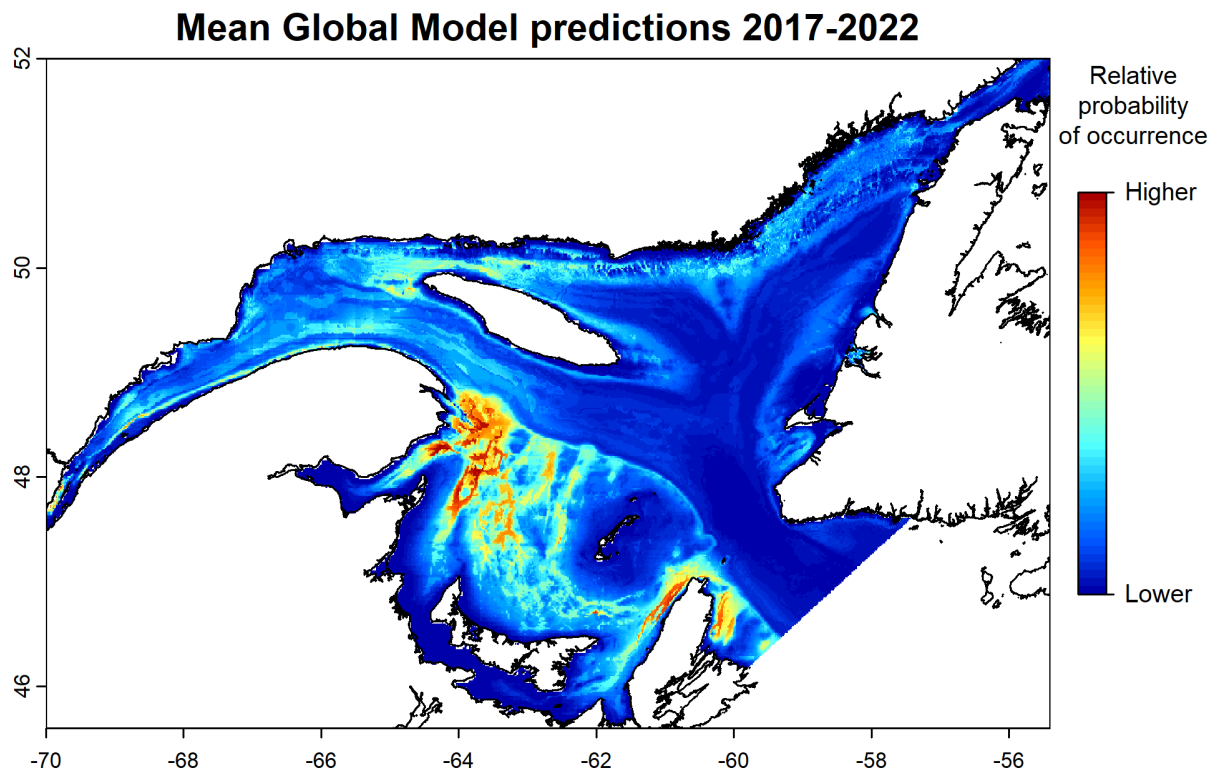 Mean Global Model predictions 2017-2022
Relative
probability
of occurrence
Higher
Lower
52
50
48
46
-70
-68
-66
-64
-62
-60
-58
-56